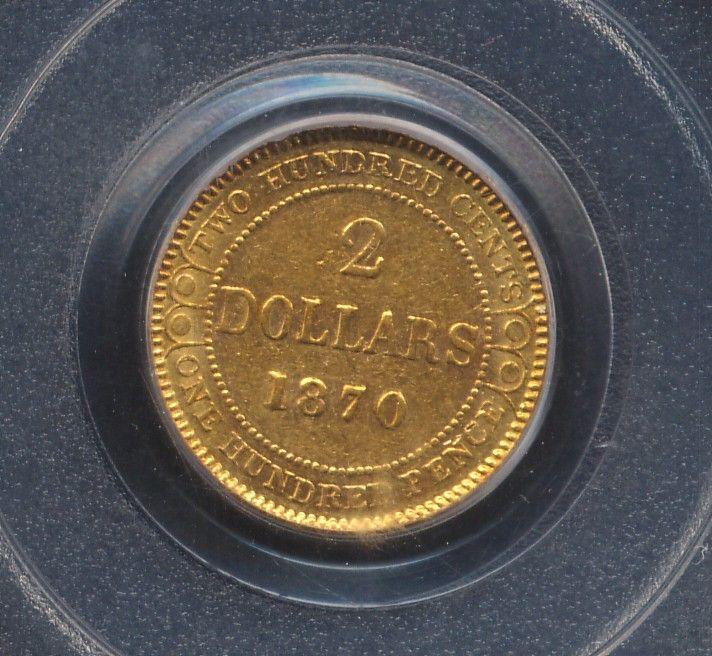 TWO HUNDRED CENTS
2
DOLLARS
1870
ONE HUNDRED PENCE